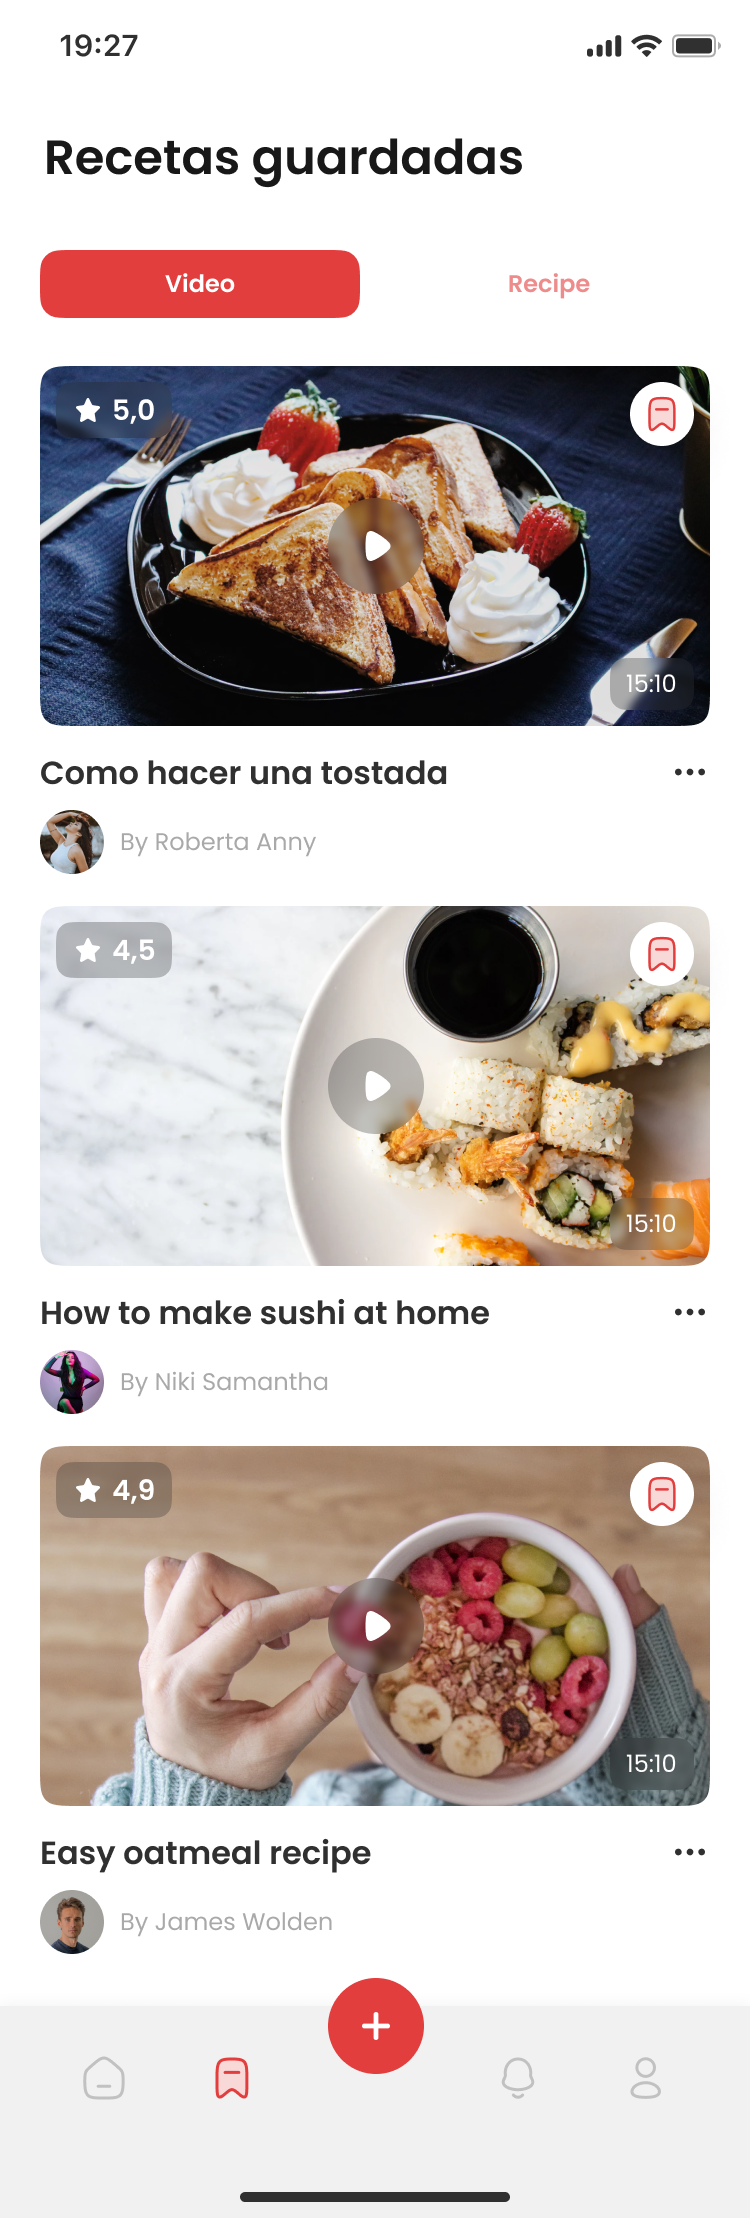 19:27
Recetas guardadas
Video
Recipe
5,0
15:10
Como hacer una tostada
By Roberta Anny
4,5
15:10
How to make sushi at home
By Niki Samantha
4,9
15:10
Easy oatmeal recipe
By James Wolden